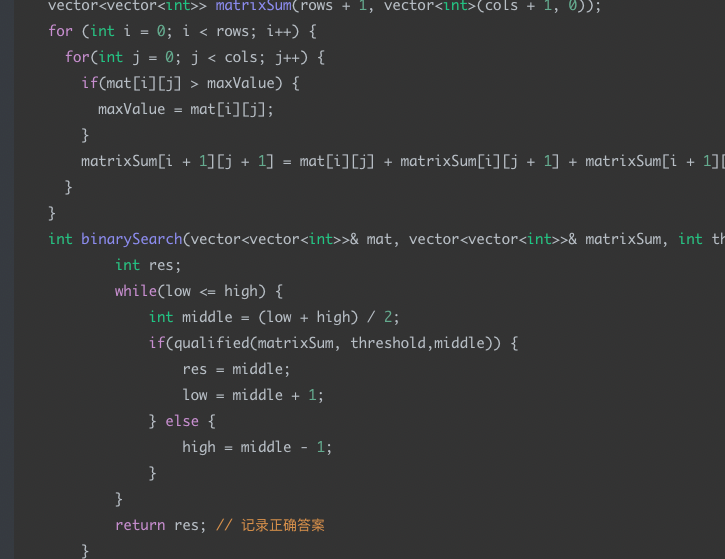 vector<vector<int>> matrixSum(rows + 1, vector<int>(cols + 1, 0));
for (int i = 0; i < rows; i++) {
for(int j = 0; j < cols; j++) {
if(mat[i][j] > maxValue) {
maxValue = mat[i][j];
}
matrixSum[i + 1][j + 1] = mat[i][j] + matrixSum[i][j + 1] + matrixSum[i + 1][
}
}
int binarySearch(vector<vector<int>>& mat, vector<vector<int>>& matrixSum, int th
int res;
while(low <= high) {
int middle = (low + high) / 2;
if(qualified(matrixSum, threshold,middle)) {
res = middle;
low = middle + 1;
} else {
high = middle - 1;
}
}
return res; // 记录正确答案
}